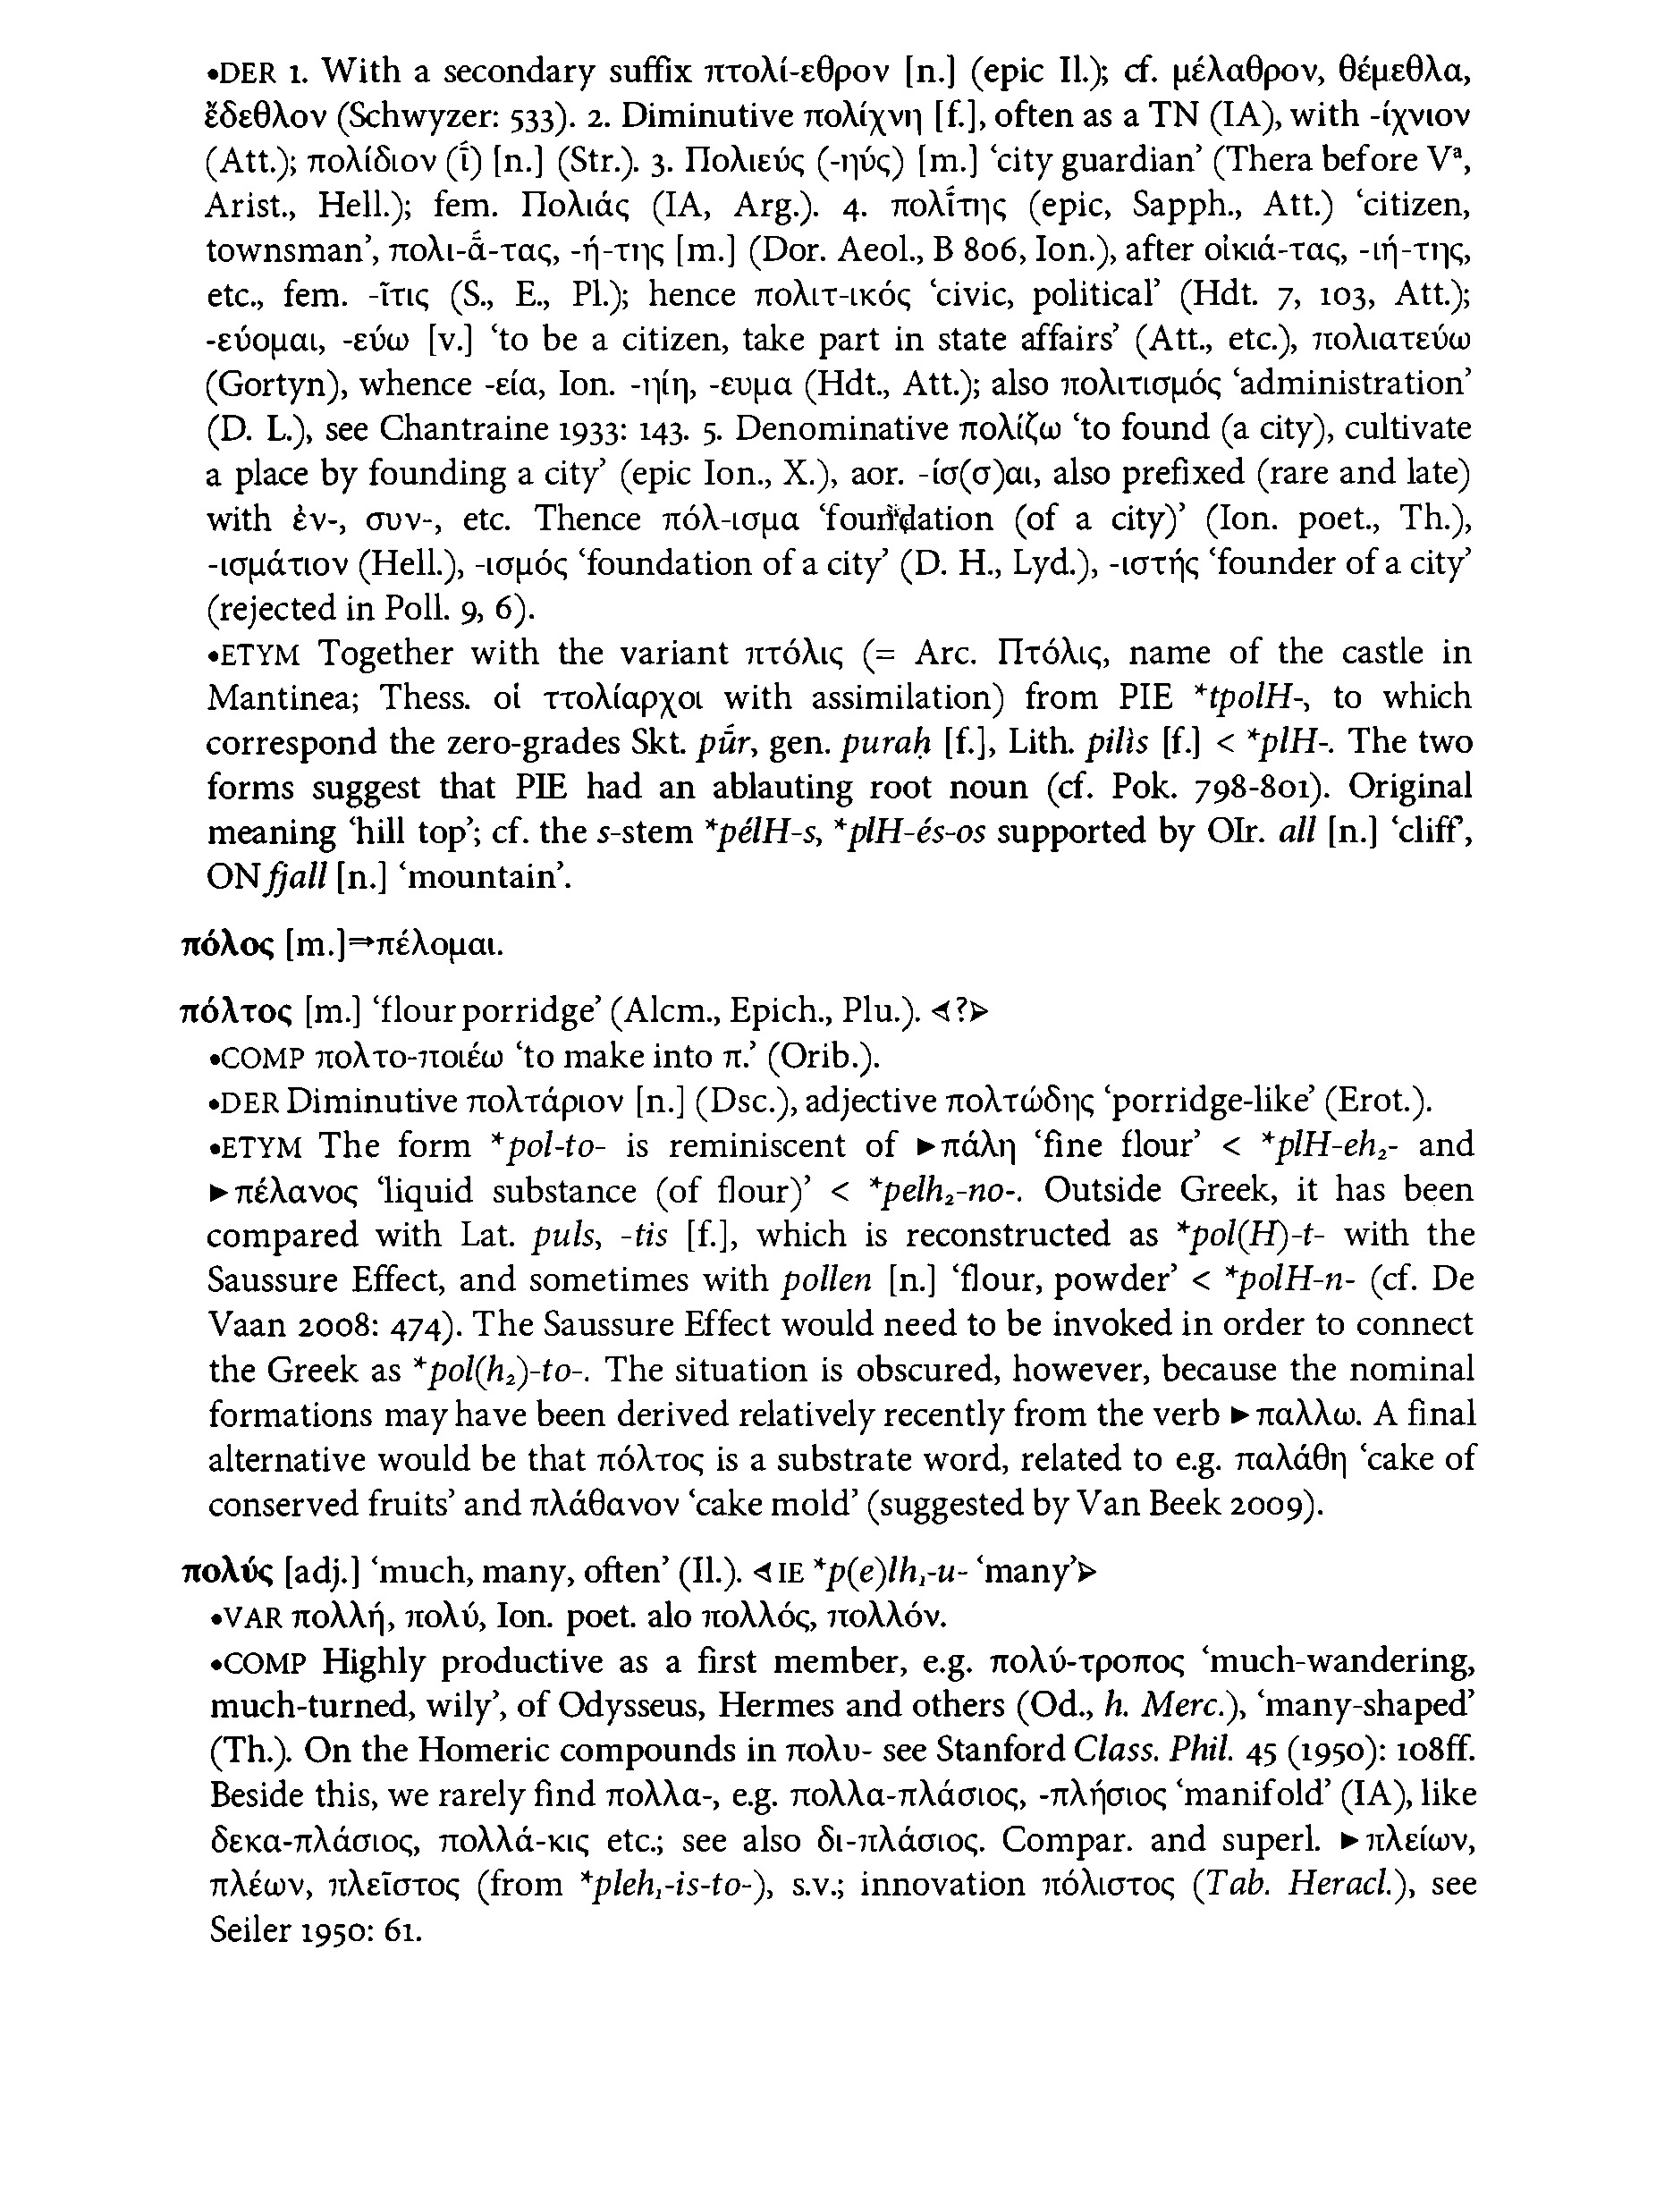 •DER 1. With a secondary suffix πτολί-εθρον [n.] (epic Il.); cf. μέλαθρον, θέμεθλα,
ἔδεθλον (Schwyzer: 533). 2. Diminutive πολίχνη [f.], often as a TN (IA), with -ίχνιον
(Att.); πολίδιον (ῑ́) [n.] (Str.). 3. Πολιεύς (-ηύς) [m.] ‘city guardian’ (Thera before Vᵃ,
Arist., Hell.); fem. Πολιάς (IA, Arg.). 4. πολῑ́της (epic, Sapph., Att.) ‘citizen,
townsman’, πολι-ᾱ́-τας, -ή-της [m.] (Dor. Aeol., B 806, Ion.), after οἰκιά-τας, -ιή-της,
etc., fem. -ῖτις (S., E., Pl.); hence πολιτ-ικός ‘civic, political’ (Hdt. 7, 103, Att.);
-εύομαι, -εύω [v.] ‘to be a citizen, take part in state affairs’ (Att., etc.), πολιατεύω
(Gortyn), whence -εία, Ion. -ηίη, -ευμα (Hdt., Att.); also πολιτισμός ‘administration’
(D. L.), see Chantraine 1933: 143. 5. Denominative πολίζω ‘to found (a city), cultivate
a place by founding a city’ (epic Ion., X.), aor. -ίσ(σ)αι, also prefixed (rare and late)
with ἐν-, συν-, etc. Thence πόλ-ισμα ‘foundation (of a city)’ (Ion. poet., Th.),
-ισμάτιον (Hell.), -ισμός ‘foundation of a city’ (D. H., Lyd.), -ιστής ‘founder of a city’
(rejected in Poll. 9, 6).
•ETYM Together with the variant πτόλις (= Arc. Πτόλις, name of the castle in
Mantinea; Thess. οἱ ττολίαρχοι with assimilation) from PIE *tpolH-, to which
correspond the zero-grades Skt. pū́r, gen. puraḥ [f.], Lith. pilìs [f.] < *plH-. The two
forms suggest that PIE had an ablauting root noun (cf. Pok. 798-801). Original
meaning ‘hill top’; cf. the s-stem *pélH-s, *plH-és-os supported by OIr. all [n.] ‘cliff’,
ON fjall [n.] ‘mountain’.
πόλος [m.] ⇒πέλομαι.
πόλτος [m.] ‘flour porridge’ (Alcm., Epich., Plu.). ⊲?⊳
•COMP πολτο-ποιέω ‘to make into π.’ (Orib.).
•DER Diminutive πολτάριον [n.] (Dsc.), adjective πολτώδης ‘porridge-like’ (Erot.).
•ETYM The form *pol-to- is reminiscent of ►πάλη ‘fine flour’ < *plH-eh₂- and
►πέλανος ‘liquid substance (of flour)’ < *pelh₂-no-. Outside Greek, it has been
compared with Lat. puls, -tis [f.], which is reconstructed as *pol(H)-t- with the
Saussure Effect, and sometimes with pollen [n.] ‘flour, powder’ < *polH-n- (cf. De
Vaan 2008: 474). The Saussure Effect would need to be invoked in order to connect
the Greek as *pol(h₂)-to-. The situation is obscured, however, because the nominal
formations may have been derived relatively recently from the verb ►παλλω. A final
alternative would be that πόλτος is a substrate word, related to e.g. παλάθη ‘cake of
conserved fruits’ and πλάθανον ‘cake mold’ (suggested by Van Beek 2009).
πολύς [adj.] ‘much, many, often’ (Il.). ⊲IE *p(e)lh₁-u- ‘many’⊳
•VAR πολλή, πολύ, Ion. poet. alo πολλός, πολλόν.
•COMP Highly productive as a first member, e.g. πολύ-τροπος ‘much-wandering,
much-turned, wily’, of Odysseus, Hermes and others (Od., h. Merc.), ‘many-shaped’
(Th.). On the Homeric compounds in πολυ- see Stanford Class. Phil. 45 (1950): 108ff.
Beside this, we rarely find πολλα-, e.g. πολλα-πλάσιος, -πλήσιος ‘manifold’ (IA), like
δεκα-πλάσιος, πολλά-κις etc.; see also δι-πλάσιος. Compar. and superl. ►πλείων,
πλέων, πλεῖστος (from *pleh₁-is-to-), s.v.; innovation πόλιστος (Tab. Heracl.), see
Seiler 1950: 61.